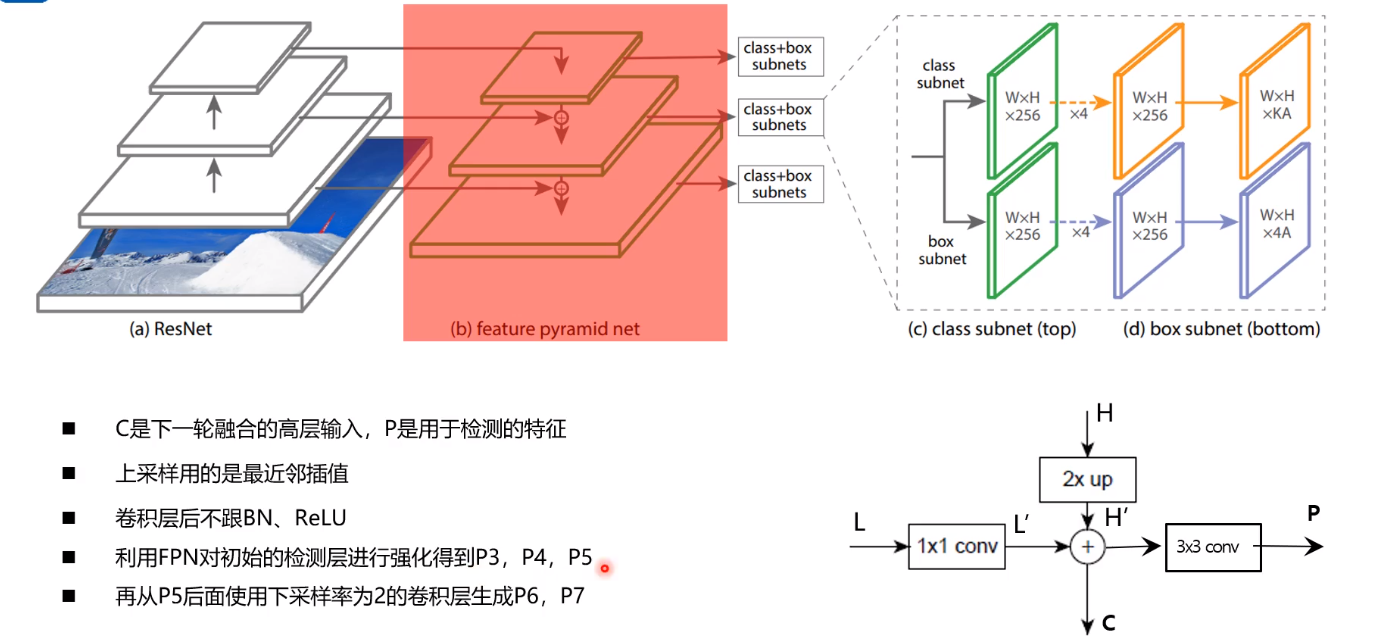 class+box
subnets
class+box
subnets
class+box
subnets
class
subnet
W×H
×256
×4
W×H
×256
W×H
×KA
box
subnet
W×H
×256
×4
W×H
×256
W×H
×4A
(a) ResNet
(b) feature pyramid net
(c) class subnet (top)
(d) box subnet (bottom)
■ C是下一轮融合的高层输入，P是用于检测的特征
■ 上采样用的是最近邻插值
■ 卷积层后不跟BN、ReLU
■ 利用FPN对初始的检测层进行强化得到P3，P4，P5
■ 再从P5后面使用下采样率为2的卷积层生成P6，P7
H
2x up
L
1x1 conv
L′
+
H′
3x3 conv
P
C